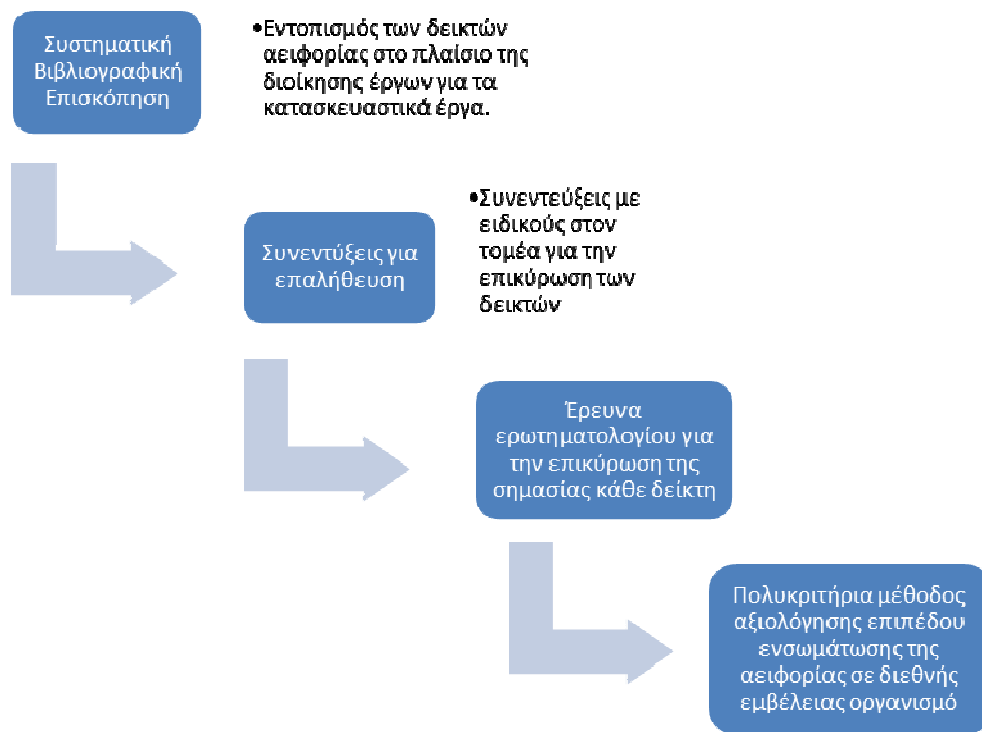 Συστηματική
Βιβλιογραφική
Επισκόπηση
•Εντοπισμός των δεικτών
αειφορίας στο πλαίσιο της
διοίκησης έργων για τα
κατασκευαστικά έργα.
Συνεντύξεις για
επαλήθευση
•Συνεντεύξεις με
ειδικούς στον
τομέα για την
επικύρωση των
δεικτών
Έρευνα
ερωτηματολογίου για
την επικύρωση της
σημασίας κάθε δείκτη
Πολυκριτήρια μέθοδος
αξιολόγησης επιπέδου
ενσωμάτωσης της
αειφορίας σε διεθνής
εμβέλειας οργανισμό